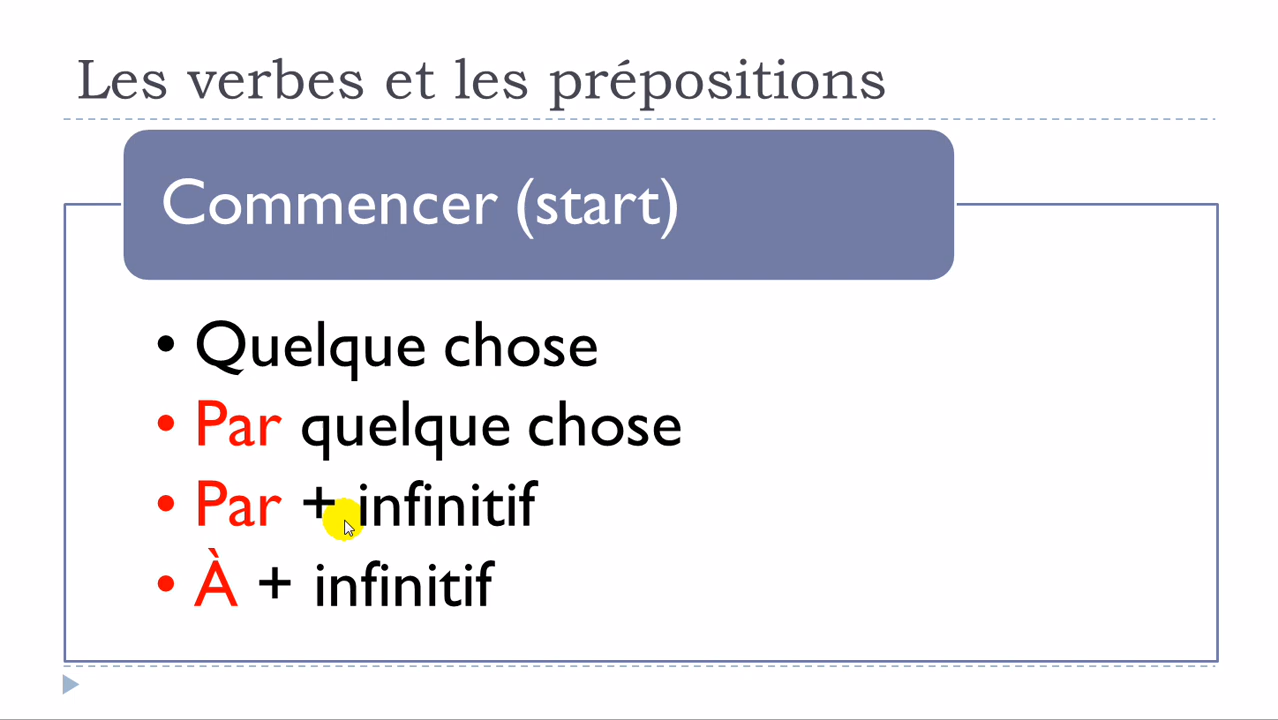 Les verbes et les prépositions
Commencer (start)
• Quelque chose
• Par quelque chose
• Par + infinitif
• À + infinitif